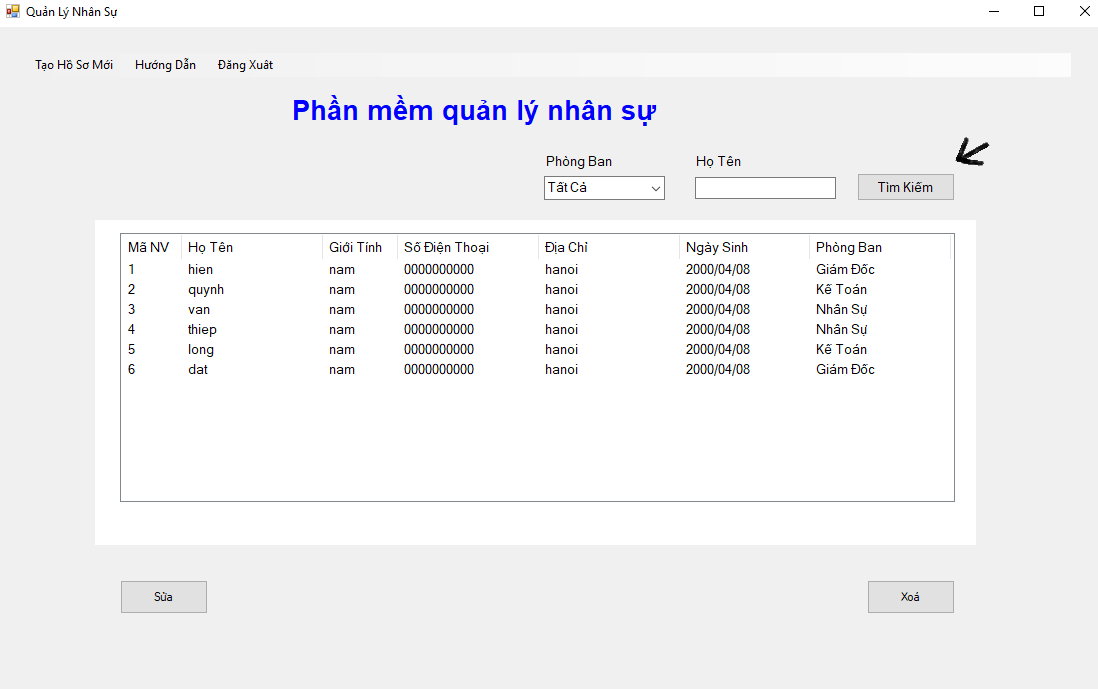 Quản Lý Nhân Sự
Tạo Hồ Sơ Mới Hướng Dẫn Đăng Xuất
Phần mềm quản lý nhân sự
Phòng Ban Họ Tên
Tất Cả Tìm Kiếm
Mã NV Họ Tên Giới Tính Số Điện Thoại Địa Chỉ Ngày Sinh Phòng Ban
1 hien nam 0000000000 hanoi 2000/04/08 Giám Đốc
2 quynh nam 0000000000 hanoi 2000/04/08 Kế Toán
3 van nam 0000000000 hanoi 2000/04/08 Nhân Sự
4 thiep nam 0000000000 hanoi 2000/04/08 Nhân Sự
5 long nam 0000000000 hanoi 2000/04/08 Kế Toán
6 dat nam 0000000000 hanoi 2000/04/08 Giám Đốc
Sửa Xoá